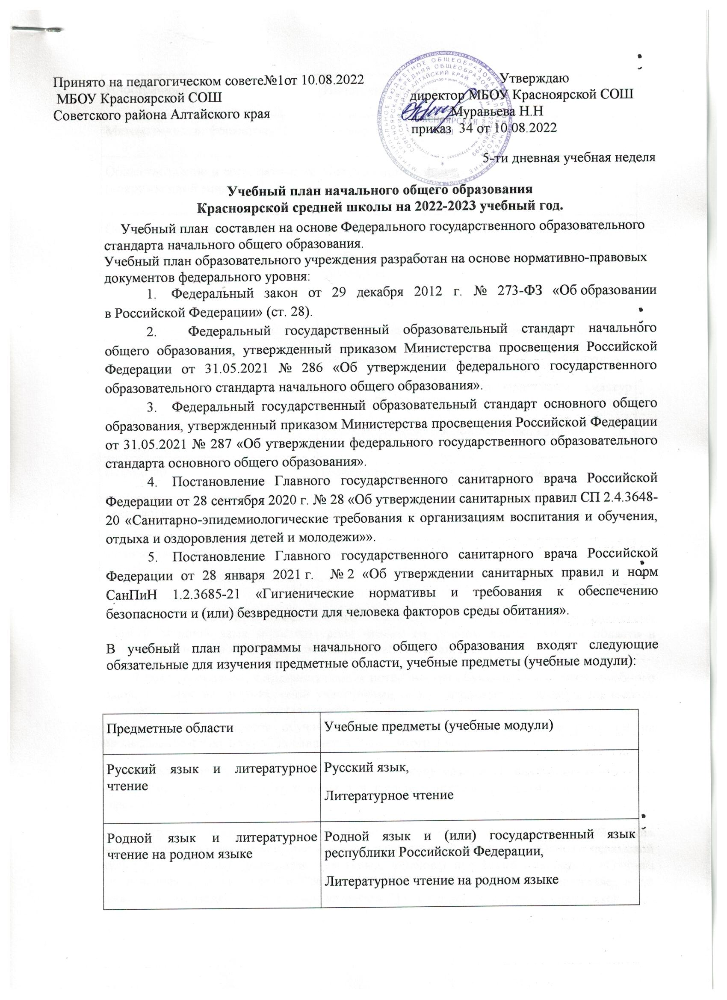 Принято на педагогическом совете№1от 10.08.2022
МБОУ Красноярской СОШ
Советского района Алтайского края
Утверждаю
директор МБОУ Красноярской СОШ
Муравьева Н.Н
приказ 34 от 10.08.2022
КРАСНОЯРСКАЯ
СОШ
5-ти дневная учебная неделя
Учебный план начального общего образования
Красноярской средней школы на 2022-2023 учебный год.
Учебный план составлен на основе Федерального государственного образовательного
стандарта начального общего образования.
Учебный план образовательного учреждения разработан на основе нормативно-правовых
документов федерального уровня:
1. Федеральный закон от 29 декабря 2012 г. № 273-ФЗ «Об образовании
в Российской Федерации» (ст. 28).
2. Федеральный государственный образовательный стандарт начального
общего образования, утвержденный приказом Министерства просвещения Российской
Федерации от 31.05.2021 № 286 «Об утверждении федерального государственного
образовательного стандарта начального общего образования».
3. Федеральный государственный образовательный стандарт основного общего
образования, утвержденный приказом Министерства просвещения Российской Федерации
от 31.05.2021 № 287 «Об утверждении федерального государственного образовательного
стандарта основного общего образования».
4. Постановление Главного государственного санитарного врача Российской
Федерации от 28 сентября 2020 г. № 28 «Об утверждении санитарных правил СП 2.4.3648-
20 «Санитарно-эпидемиологические требования к организациям воспитания и обучения,
отдыха и оздоровления детей и молодежи»».
5. Постановление Главного государственного санитарного врача Российской
Федерации от 28 января 2021 г. № 2 «Об утверждении санитарных правил и норм
СанПиН 1.2.3685-21 «Гигиенические нормативы и требования к обеспечению
безопасности и (или) безвредности для человека факторов среды обитания».
В учебный план программы начального общего образования входят следующие
обязательные для изучения предметные области, учебные предметы (учебные модули):
Предметные области
Учебные предметы (учебные модули)
Русский язык и литературное
чтение
Русский язык,
Литературное чтение
Родной язык и литературное
чтение на родном языке
Родной язык и (или) государственный язык
республики Российской Федерации,
Литературное чтение на родном языке